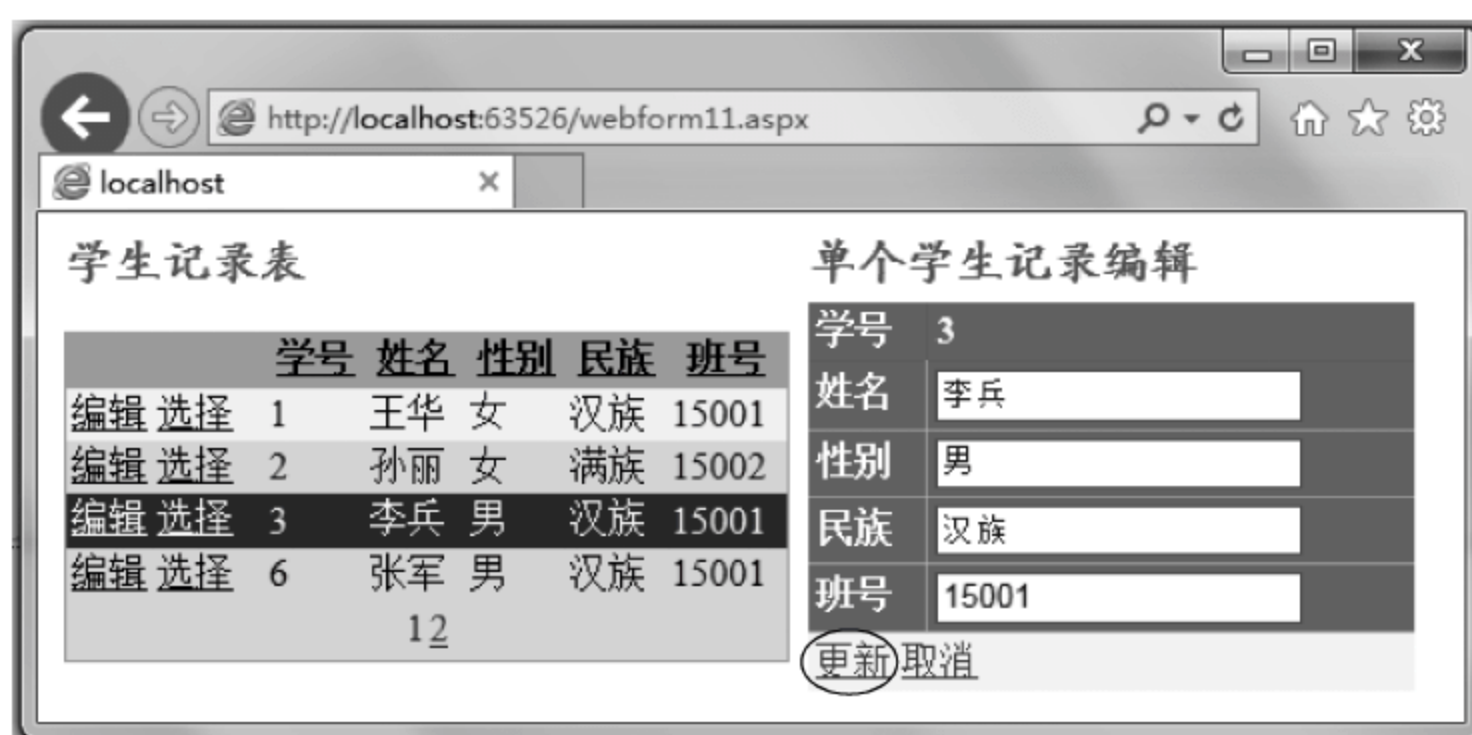 http://localhost:63526/webform11.aspx
localhost
学生记录表
学号 姓名 性别 民族 班号
编辑 选择 1 王华 女 汉族 15001
编辑 选择 2 孙丽 女 满族 15002
编辑 选择 3 李兵 男 汉族 15001
编辑 选择 6 张军 男 汉族 15001
12
单个学生记录编辑
学号 3
姓名 李兵
性别 男
民族 汉族
班号 15001
更新 取消